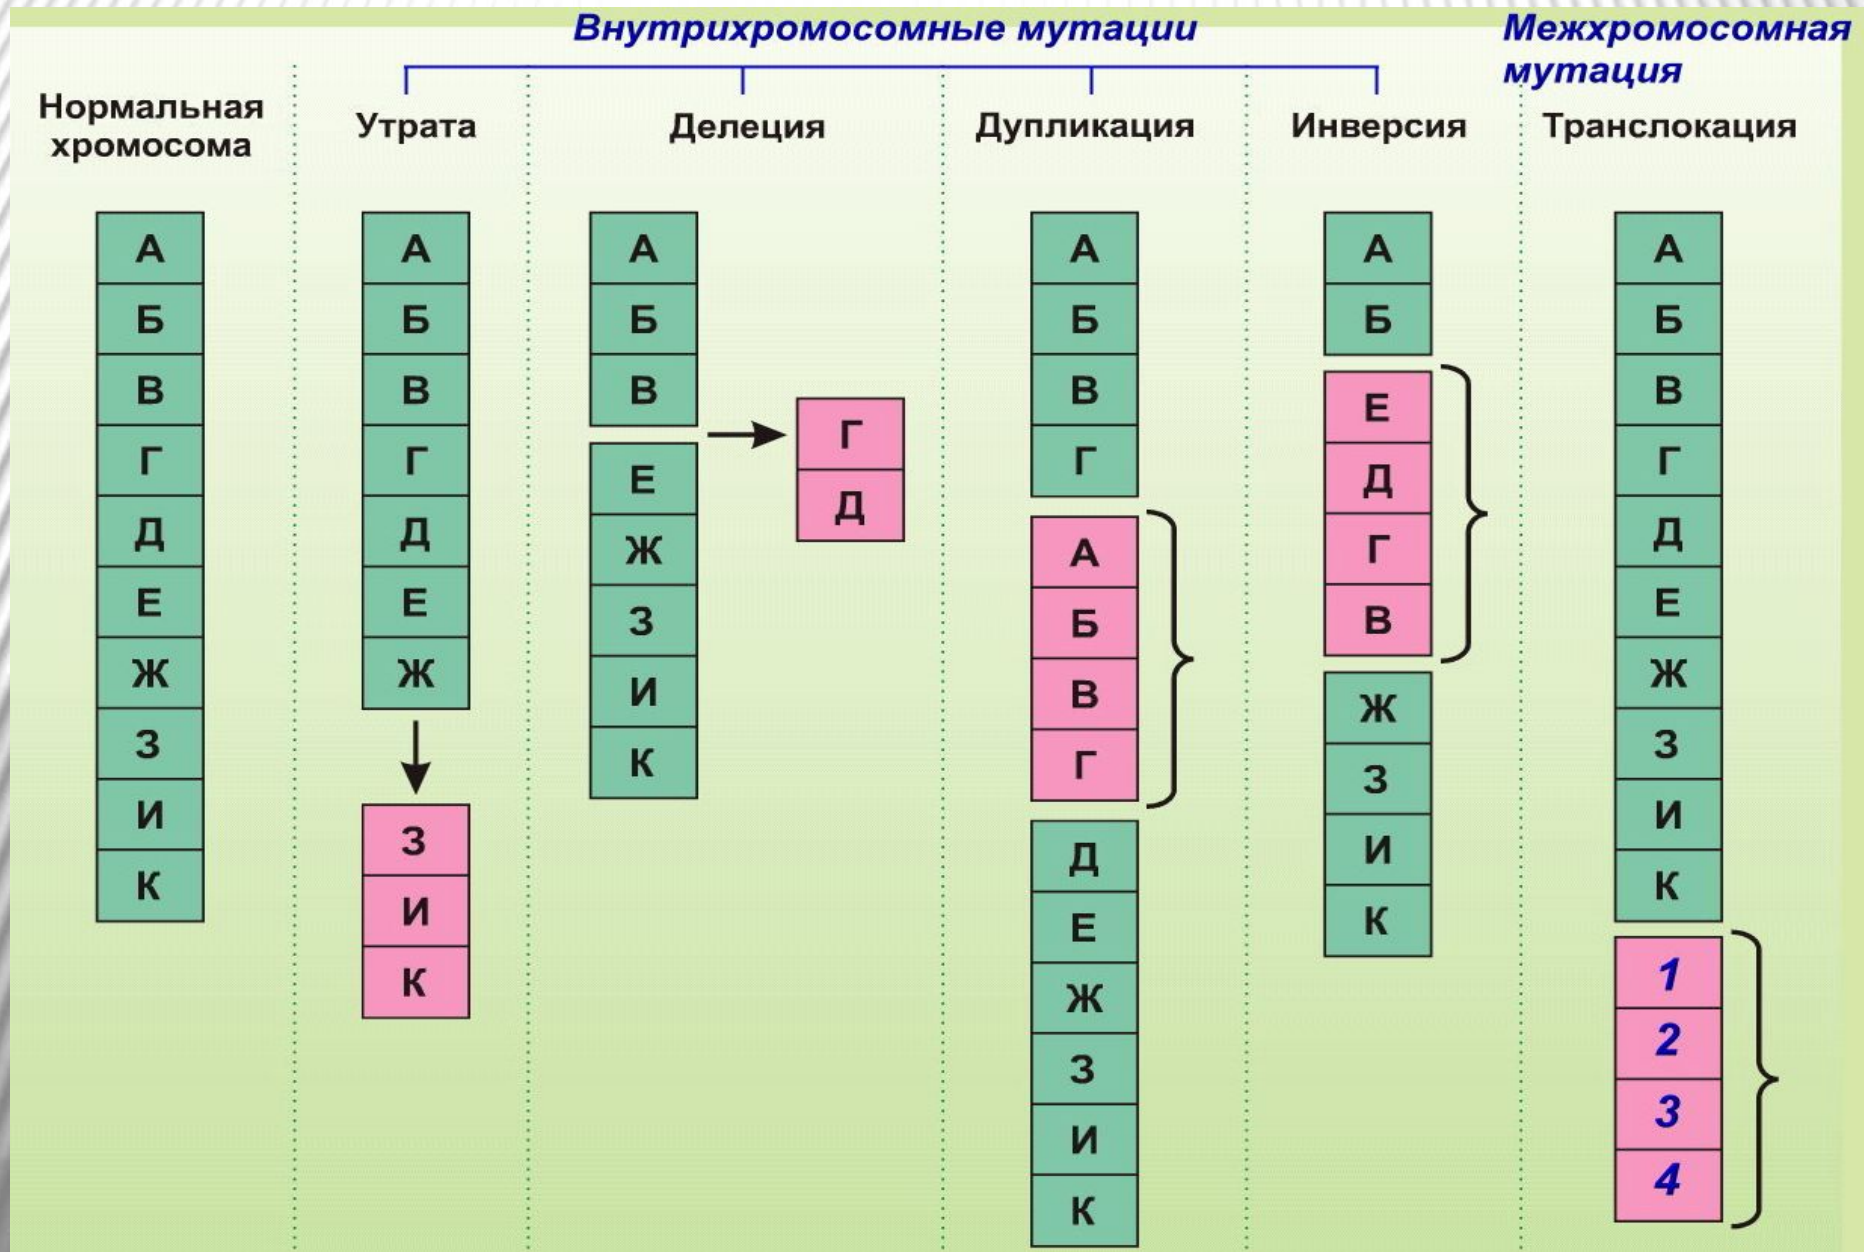 Внутрихромосомные мутации
Межхромосомная
мутация
Нормальная
хромосома
Утрата
Делеция
Дупликация
Инверсия
Транслокация
А
Б
В
Г
Д
Е
Ж
З
И
К
А
Б
В
Г
Д
Е
Ж
З
И
К
А
Б
В
Е
Ж
З
И
К
Г
Д
А
Б
В
Г
А
Б
В
Г
Д
Е
Ж
З
И
К
А
Б
Е
Д
Г
В
Ж
З
И
К
А
Б
В
Г
Д
Е
Ж
З
И
К
1
2
3
4